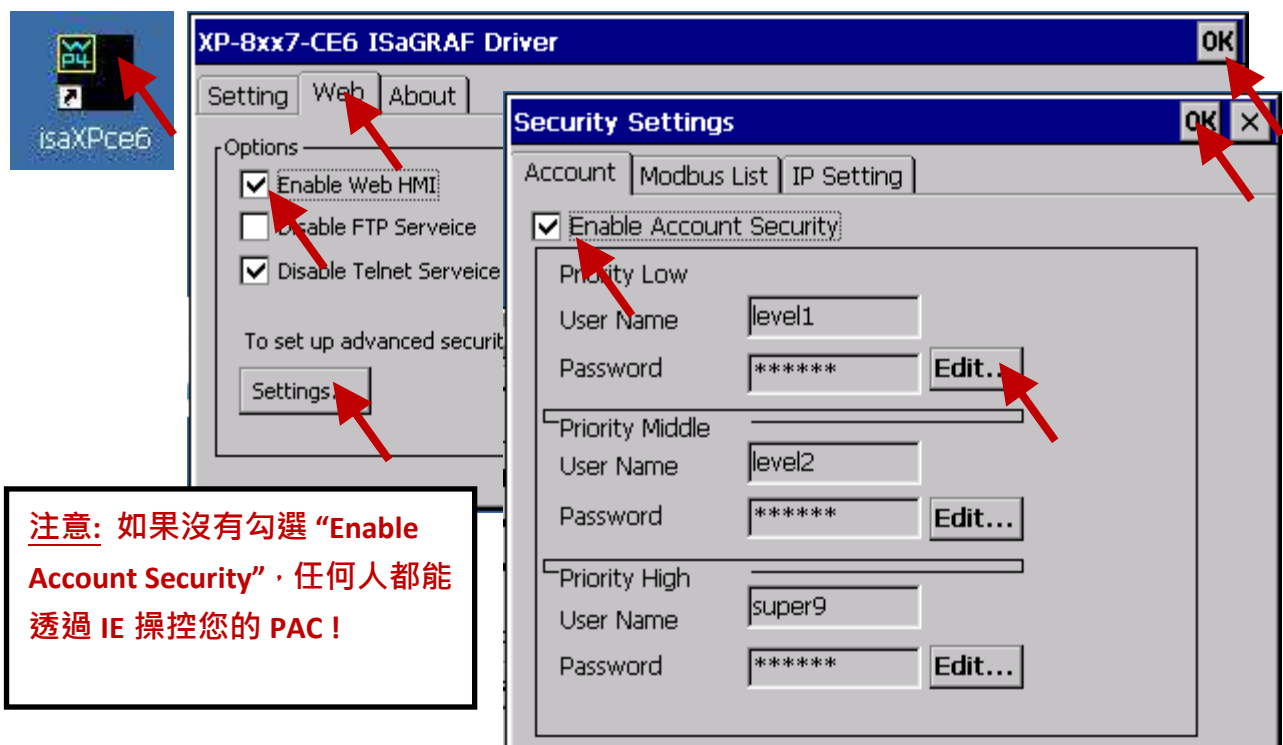 isaXPce6
XP-8xx7-CE6 ISaGRAF Driver
OK
Setting Web About
Options
Enable Web HMI
Disable FTP Serveice
Disable Telnet Serveice
To set up advanced securit
Settings...
Security Settings
OK ×
Account Modbus List IP Setting
Enable Account Security
Priority Low
User Name level1
Password ****** Edit...
Priority Middle
User Name level2
Password ****** Edit...
Priority High
User Name super9
Password ****** Edit...
注意: 如果沒有勾選 “Enable
Account Security”，任何人都能
透過 IE 操控您的 PAC !